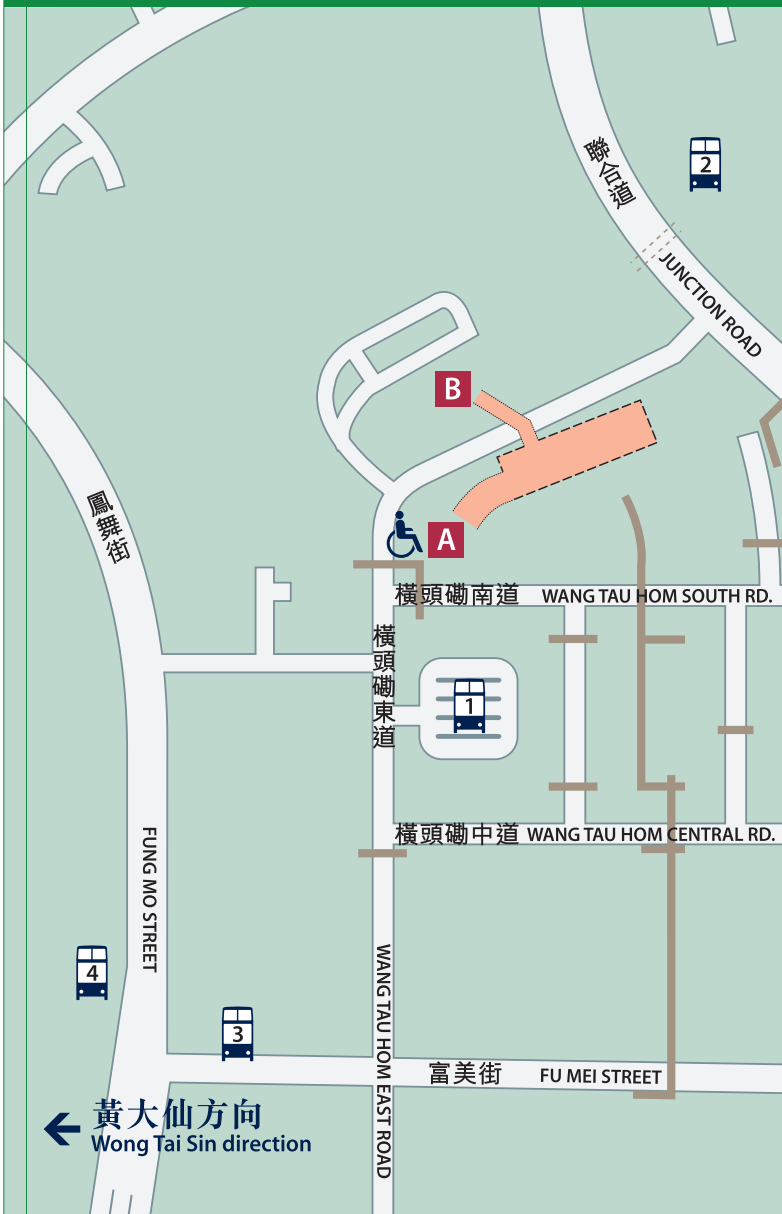 2
聯合道
JUNCTION ROAD
B
A
鳳舞街
橫頭磡南道 WANG TAU HOM SOUTH RD.
橫頭磡東道
1
橫頭磡中道 WANG TAU HOM CENTRAL RD.
FUNG MO STREET
WANG TAU HOM EAST ROAD
4
3
富美街 FU MEI STREET
黃大仙方向
Wong Tai Sin direction